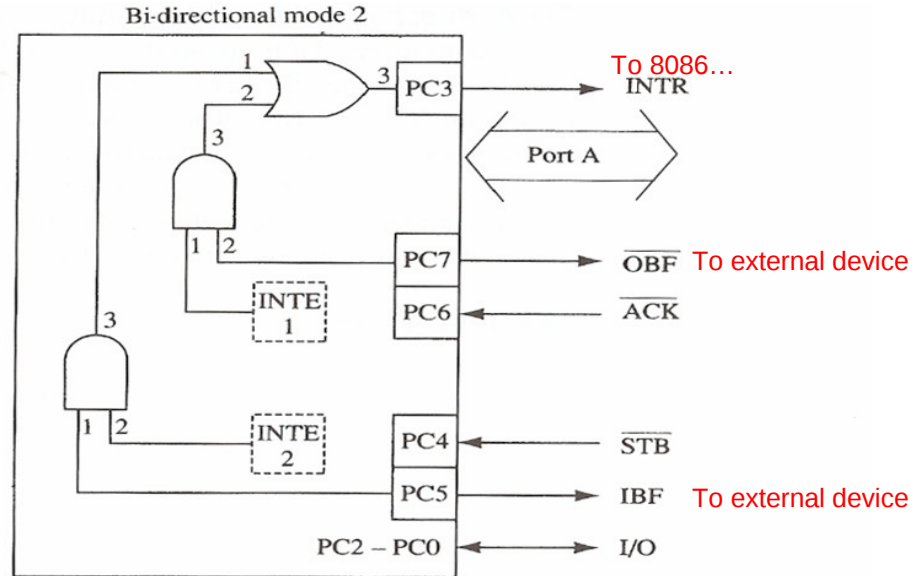 Bi-directional mode 2
1
2
3
PC3
To 8086...
INTR
3
Port A
1
2
PC7
OBF To external device
INTE
1
PC6
ACK
3
1
2
INTE
2
PC4
STB
PC5
IBF To external device
PC2 – PC0
I/O